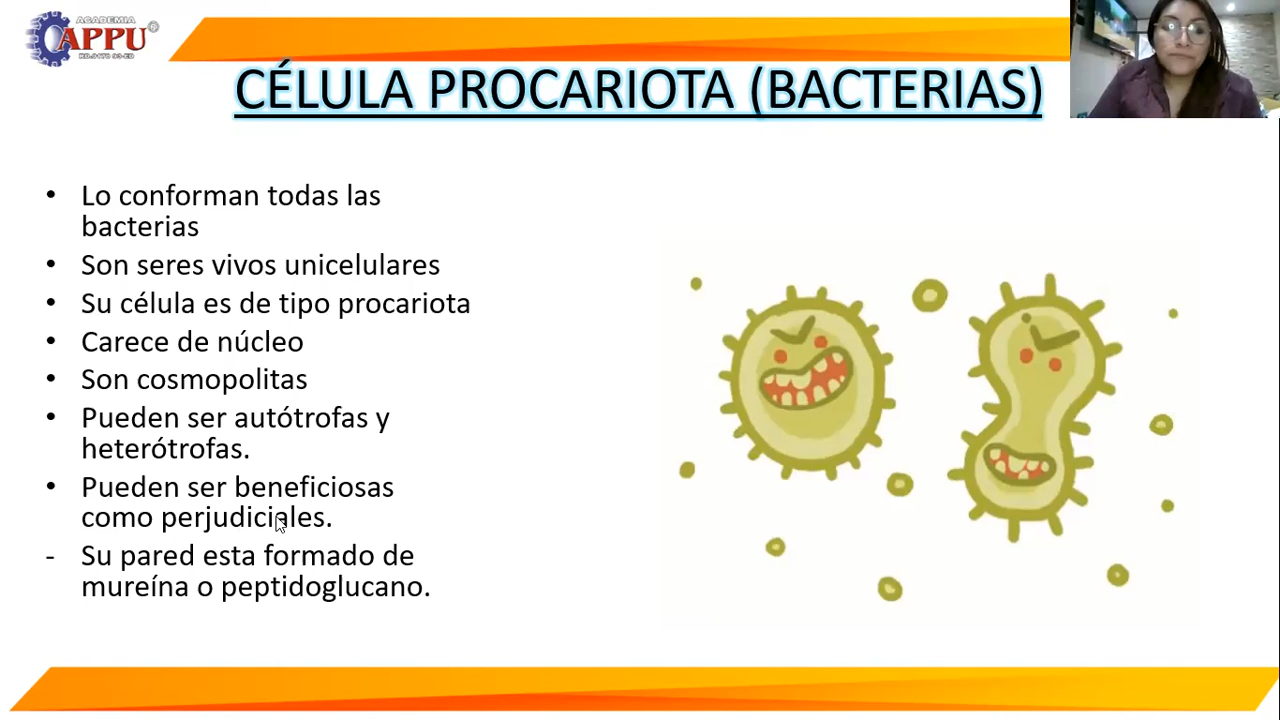 ACADEMIA
APPU®
CÉLULA PROCARIOTA (BACTERIAS)
• Lo conforman todas las
bacterias
• Son seres vivos unicelulares
• Su célula es de tipo procariota
• Carece de núcleo
• Son cosmopolitas
• Pueden ser autótrofas y
heterótrofas.
• Pueden ser beneficiosas
como perjudiciales.
- Su pared esta formado de
mureína o peptidoglucano.